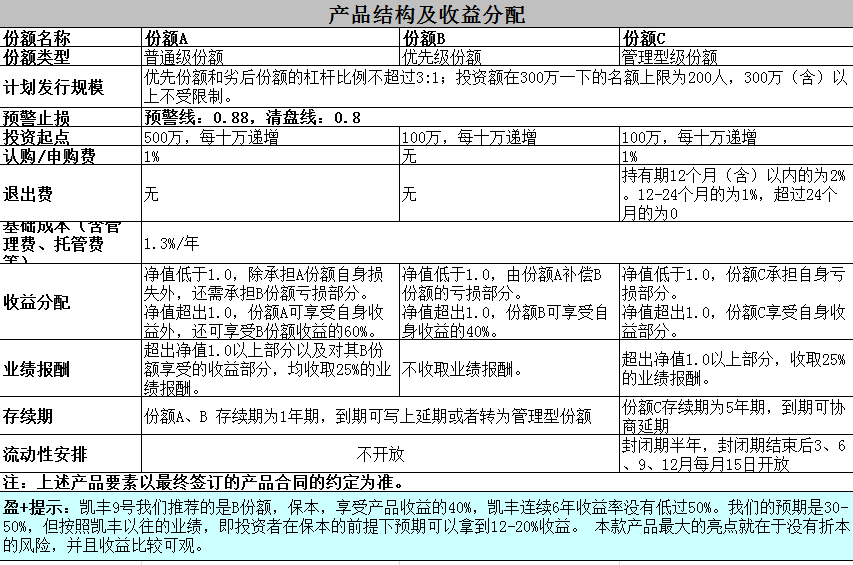 产品结构及收益分配
份额名称 份额A 份额B 份额C
份额类型 普通级份额 优先级份额 管理型级份额
计划发行规模
优先份额和劣后份额的杠杆比例不超过3:1；投资额在300万一下的名额上限为200人，300万（含）以
上不受限制。
预警止损 预警线：0.88，清盘线：0.8
投资起点 500万，每十万递增 100万，每十万递增 100万，每十万递增
认购/申购费 1% 无 1%
退出费 无 无
持有期12个月（含）以内的为2%
。12-24个月的为1%，超过24个
月的为0
基础成本（含管
理费、托管费
等）
1.3%/年
收益分配
净值低于1.0，除承担A份额自身损
失外，还需承担B份额亏损部分。
净值超出1.0，份额A可享受自身收
益外，还可享受B份额收益的60%。
净值低于1.0，由份额A补偿B
份额的亏损部分。
净值超出1.0，份额B可享受自
身收益的40%。
净值低于1.0，份额C承担自身亏
损部分。
净值超出1.0，份额C享受自身收
益部分。
业绩报酬
超出净值1.0以上部分以及对其B份
额享受的收益部分，均收取25%的业
绩报酬。
不收取业绩报酬。
超出净值1.0以上部分，收取25%
的业绩报酬。
存续期 份额A、B 存续期为1年期，到期可写上延期或者转为管理型份额
份额C存续期为5年期，到期可协
商延期
流动性安排 不开放
封闭期半年，封闭期结束后3、6
、9、12月每月15日开放
注：上述产品要素以最终签订的产品合同的约定为准。
盈+提示：凯丰9号我们推荐的是B份额，保本，享受产品收益的40%，凯丰连续6年收益率没有低过50%。我们的预期是30-
50%，但按照凯丰以往的业绩，即投资者在保本的前提下预期可以拿到12-20%收益。 本款产品最大的亮点就在于没有折本
的风险，并且收益比较可观。